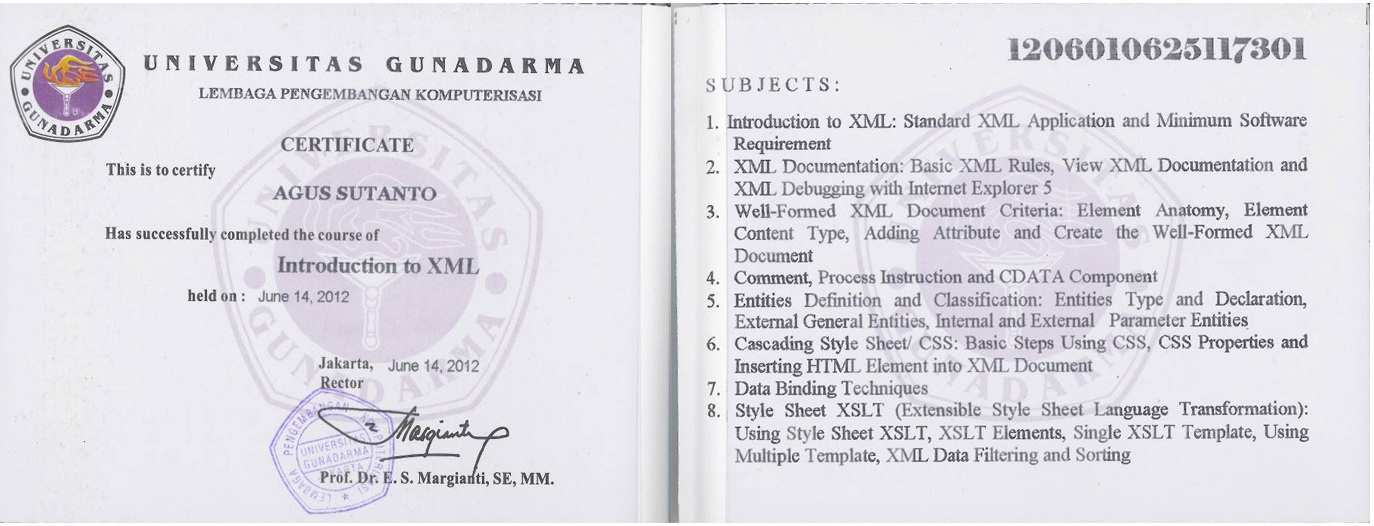 UNIVERSITAS GUNADARMA
UNIVERSITAS GUNADARMA
LEMBAGA PENGEMBANGAN KOMPUTERISASI
CERTIFICATE
This is to certify
AGUS SUTANTO
Has successfully completed the course of
Introduction to XML
held on : June 14, 2012
Jakarta, June 14, 2012
Rector
Margianti
LEMBAGA PENGEMBANGAN
UNIVERSITAS
GUNADARMA
JAKARTA
Prof. Dr. E. S. Margianti, SE, MM.
UNIVERSITAS GUNADARMA
1206010625117301
SUBJECTS:
1. Introduction to XML: Standard XML Application and Minimum Software
Requirement
2. XML Documentation: Basic XML Rules, View XML Documentation and
XML Debugging with Internet Explorer 5
3. Well-Formed XML Document Criteria: Element Anatomy, Element
Content Type, Adding Attribute and Create the Well-Formed XML
Document
4. Comment, Process Instruction and CDATA Component
5. Entities Definition and Classification: Entities Type and Declaration,
External General Entities, Internal and External Parameter Entities
6. Cascading Style Sheet/ CSS: Basic Steps Using CSS, CSS Properties and
Inserting HTML Element into XML Document
7. Data Binding Techniques
8. Style Sheet XSLT (Extensible Style Sheet Language Transformation):
Using Style Sheet XSLT, XSLT Elements, Single XSLT Template, Using
Multiple Template, XML Data Filtering and Sorting
UNIVERSITAS GUNADARMA